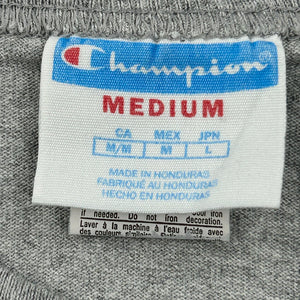 Champion
MEDIUM
CA MEX JPN
M/M M L
MADE IN HONDURAS
FABRIQUÉ AU HONDURAS
HECHO EN HONDURAS
if needed. Do not iron
decoration.
Laver à la machine à l'eau froide avec